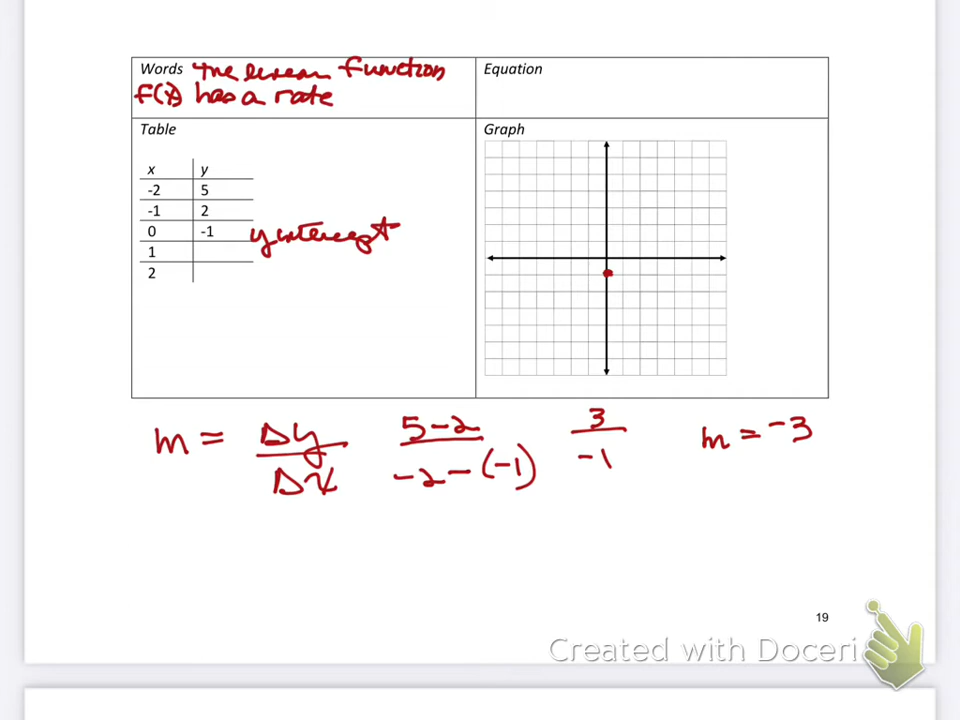 Words the linear function
f(x) has a rate
Equation
Table
Graph
x y
-2 5
-1 2
0 -1 y intercept
1
2
m = Δy/Δx 5-2/-2-(-1) 3/-1 m = -3
19
Created with Doceri